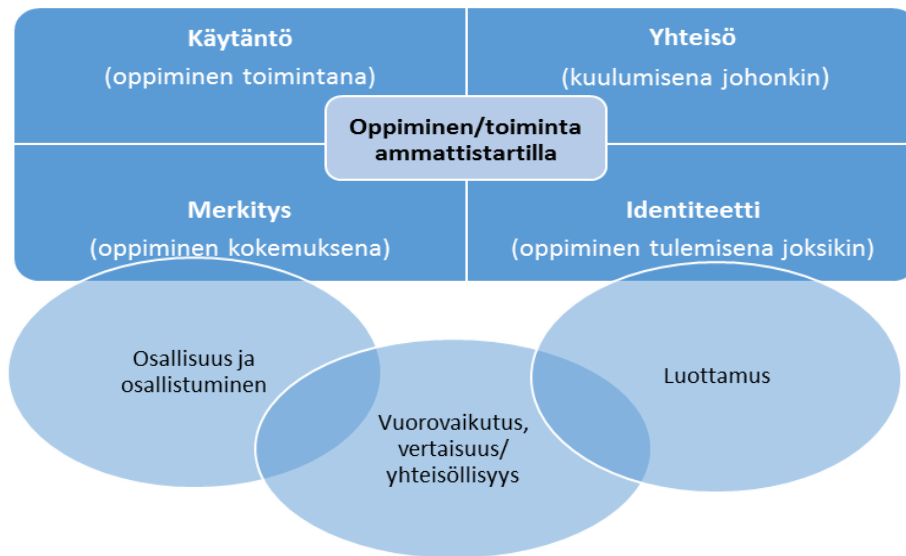 Käytäntö
(oppiminen toimintana)
Yhteisö
(kuulumisena johonkin)
Oppiminen/toiminta
ammattistartilla
Merkitys
(oppiminen kokemuksena)
Identiteetti
(oppiminen tulemisena joksikin)
Osallisuus ja
osallistuminen
Vuorovaikutus,
vertaisuus/
yhteisöllisyys
Luottamus